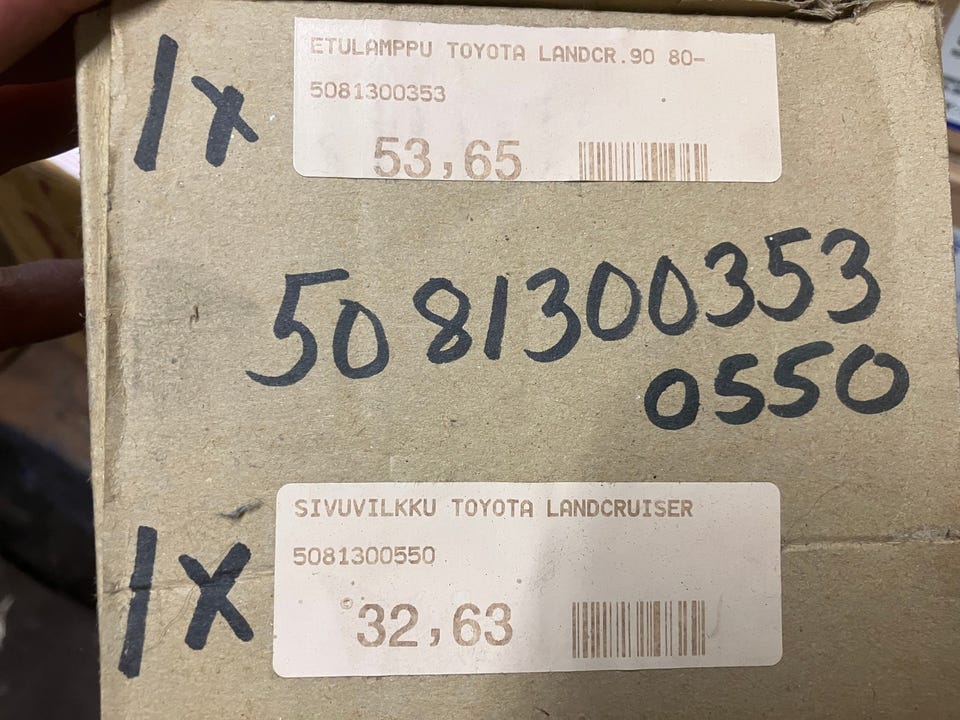 1x
ETULAMPPU TOYOTA LANDCR.90 80-
5081300353
53,65
5081300353
0550
1X
SIVUVILKKU TOYOTA LANDCRUISER
5081300550
32,63